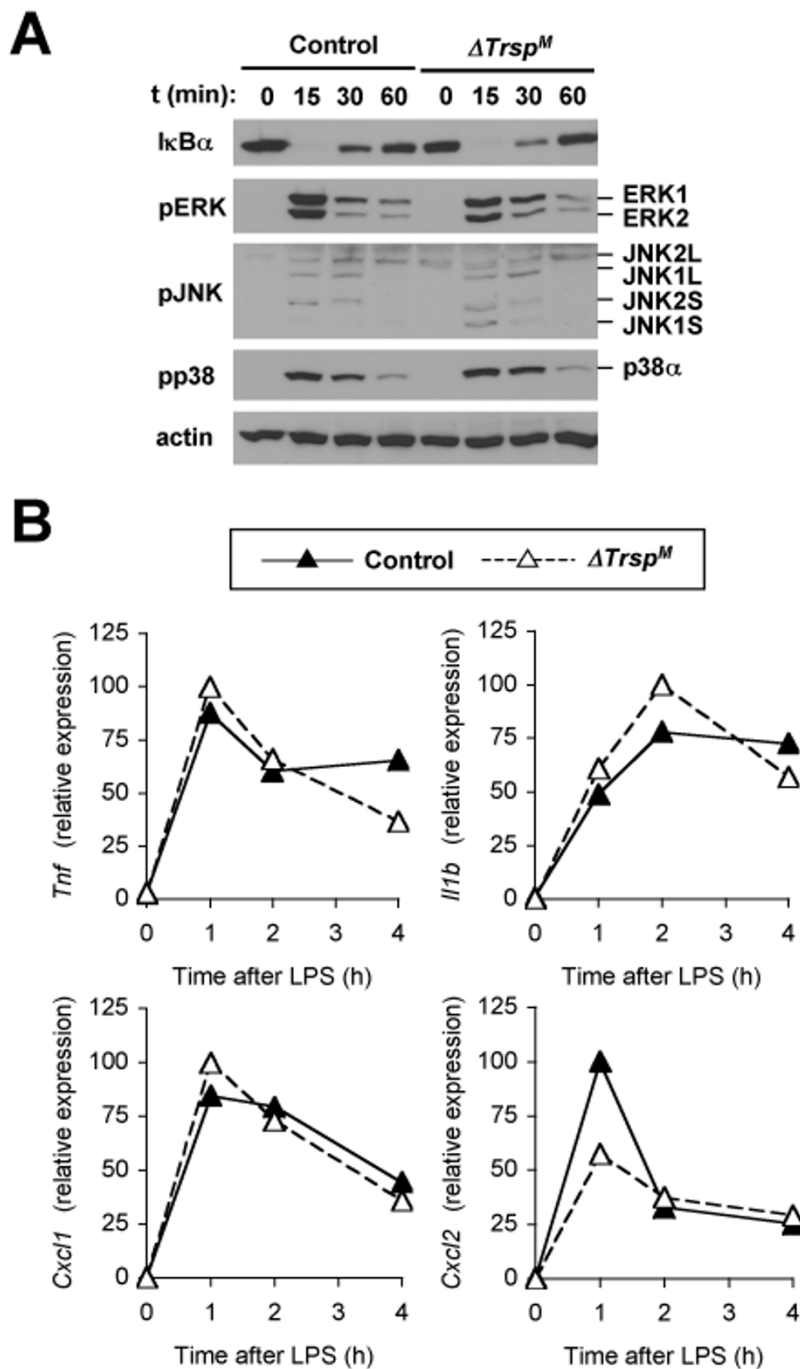 A
Control ΔTrspᴹ
t (min): 0 15 30 60 0 15 30 60
IκBα
pERK
ERK1
ERK2
pJNK
JNK2L
JNK1L
JNK2S
JNK1S
pp38
p38α
actin
B
Control ΔTrspᴹ
Tnf (relative expression)
125
100
75
50
25
0
0 1 2 3 4
Time after LPS (h)
Il1b (relative expression)
125
100
75
50
25
0
0 1 2 3 4
Time after LPS (h)
Cxcl1 (relative expression)
125
100
75
50
25
0
0 1 2 3 4
Time after LPS (h)
Cxcl2 (relative expression)
125
100
75
50
25
0
0 1 2 3 4
Time after LPS (h)